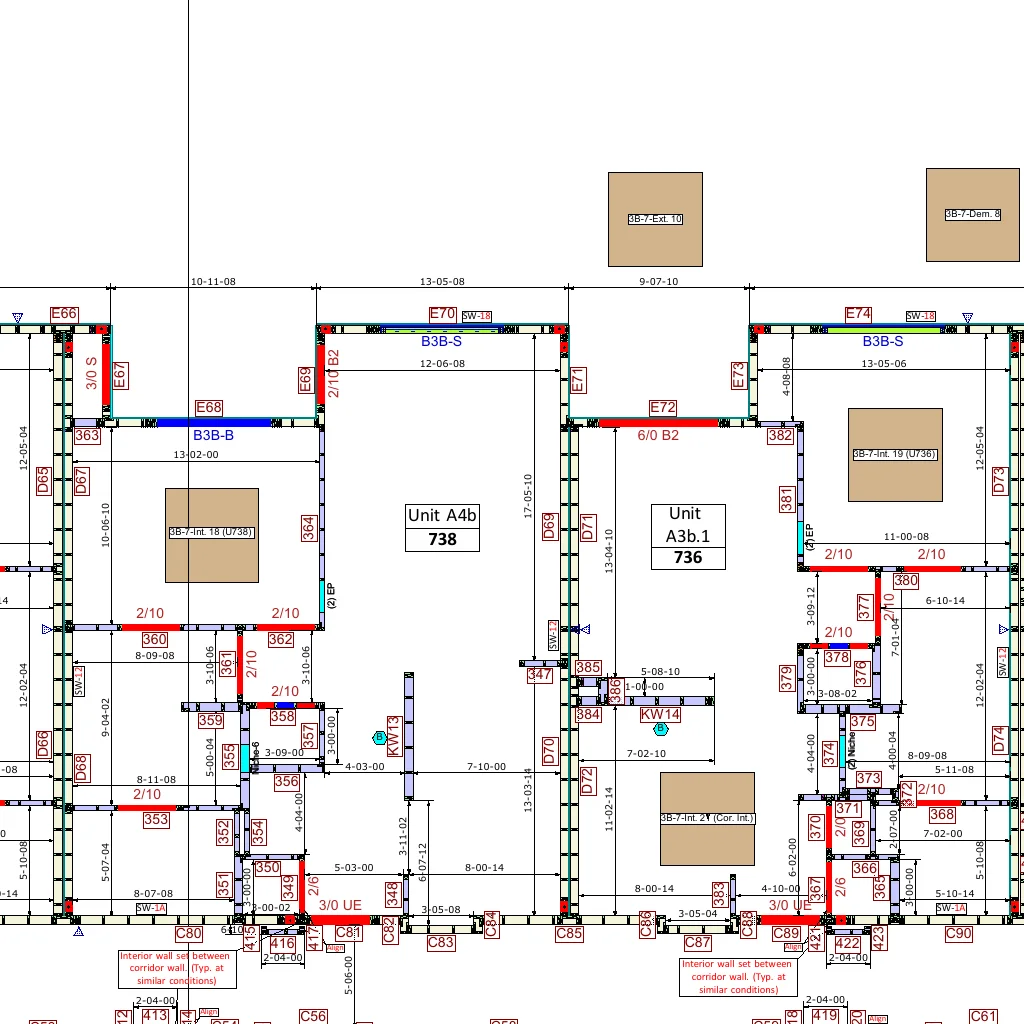 3B-7-Ext. 10
3B-7-Dem. 8
10-11-08
13-05-08
9-07-10
E66
E70
SW-18
E74
SW-18
B3B-S
B3B-S
3/0 S
E67
E69
2/10 B2
12-06-08
E71
E73
4-08-08
13-05-06
E68
B3B-B
E72
6/0 B2
363
382
13-02-00
12-05-04
D65
D67
10-06-10
3B-7-Int. 18 (U738)
364
(2) EP
Unit A4b
738
17-05-10
D69
D71
13-04-10
Unit
A3b.1
736
381
(2) EP
3B-7-Int. 19 (U736)
12-05-04
D73
11-00-08
2/10
2/10
380
6-10-14
377
2/10
3-09-12
7-01-04
2/10
2/10
360
362
8-09-08
3-10-06
361
2/10
3-10-06
SW-12
12-02-04
9-04-02
2/10
359
358
357
3-00-00
5-00-04
355
Niche-6
3-09-00
356
KW13
B
4-03-00
7-10-00
SW-12
347
385
386
5-08-10
1-00-00
384
KW14
B
7-02-10
2/10
378
379
3-00-00
376
3-08-02
375
SW-12
12-02-04
D66
D68
D70
D72
D74
8-11-08
2/10
353
352
354
4-04-00
13-03-14
11-02-14
3B-7-Int. 2 (Cor. Int.)
4-04-00
374
(2) Niche
4-00-04
8-09-08
5-11-08
373
372
2/10
371
368
370
369
7-02-00
2-07-00
5-10-08
5-07-04
350
351
349
2/6
5-03-00
3-11-02
6-07-12
8-00-14
348
8-00-14
383
6-02-00
4-10-00
367
2/6
366
365
3-00-00
5-10-08
8-07-08
SW-1A
3-00-02
3/0 UE
3-05-08
3-05-04
3/0 UE
5-10-14
SW-1A
C80
6-10
415
416
417
C81
C82
C83
C84
C85
C86
C87
C88
C89
421
422
423
C90
Align
Align
Interior wall set between
corridor wall. (Typ. at
similar conditions)
2-04-00
5-06-00
Interior wall set between
corridor wall. (Typ. at
similar conditions)
2-04-00
2-04-00
413
Align
C56
2-04-00
419
Align
C61